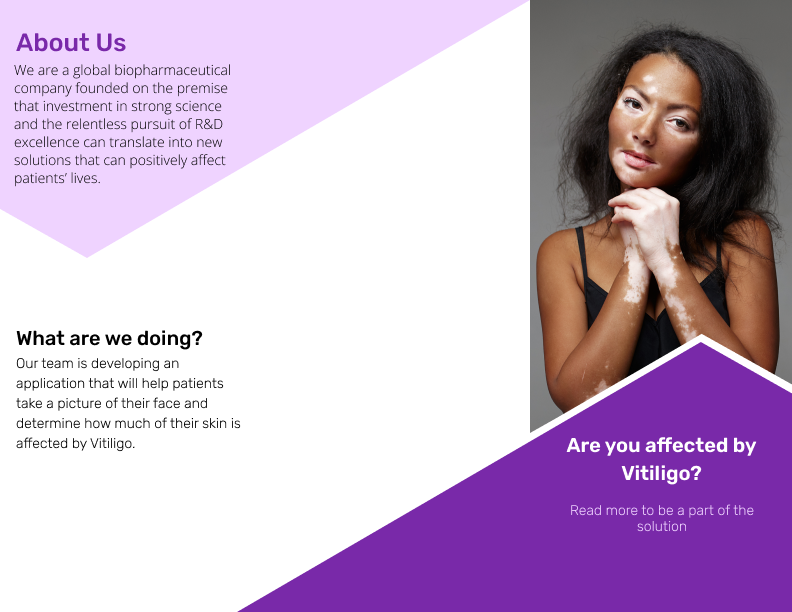 About Us
We are a global biopharmaceutical
company founded on the premise
that investment in strong science
and the relentless pursuit of R&D
excellence can translate into new
solutions that can positively affect
patients’ lives.
What are we doing?
Our team is developing an
application that will help patients
take a picture of their face and
determine how much of their skin is
affected by Vitiligo.
Are you affected by
Vitiligo?
Read more to be a part of the
solution